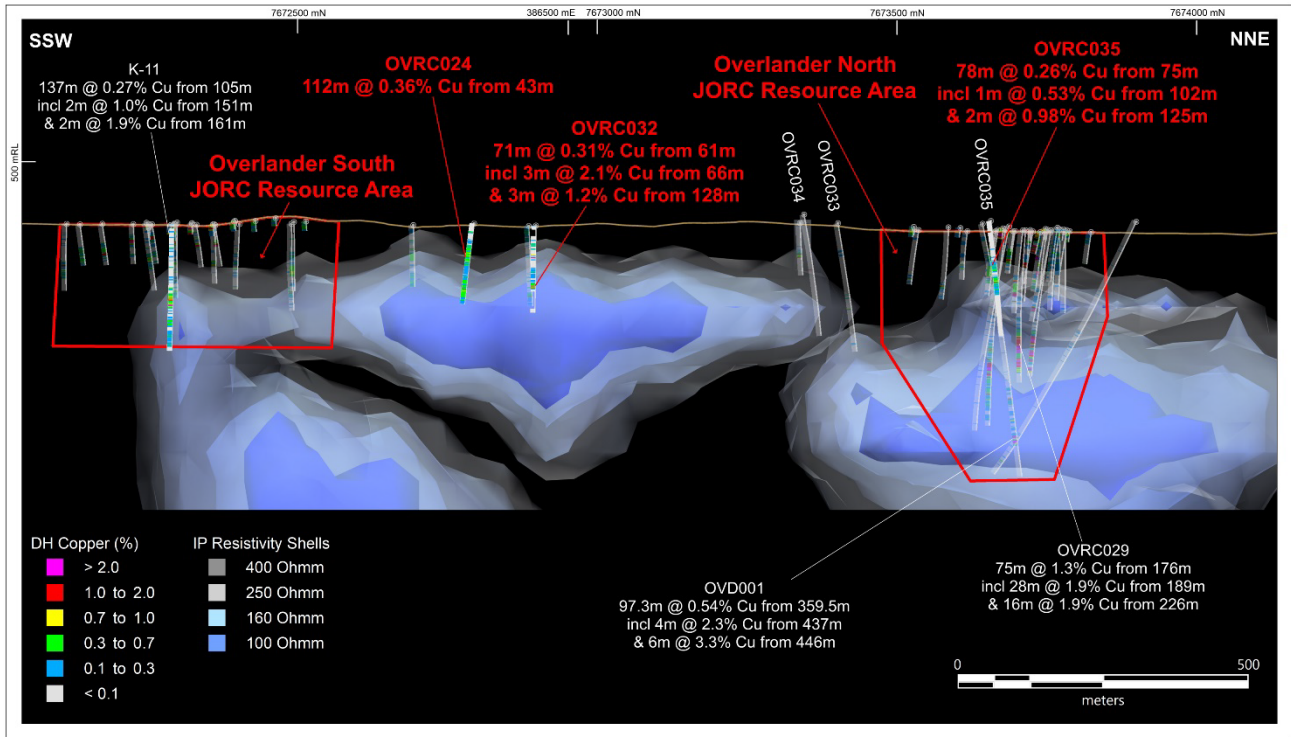 7672500 mN
386500 mE
7673000 mN
7673500 mN
7674000 mN
SSW
NNE
500 mRL
K-11
137m @ 0.27% Cu from 105m
incl 2m @ 1.0% Cu from 151m
& 2m @ 1.9% Cu from 161m
OVRC024
112m @ 0.36% Cu from 43m
Overlander South
JORC Resource Area
OVRC032
71m @ 0.31% Cu from 61m
incl 3m @ 2.1% Cu from 66m
& 3m @ 1.2% Cu from 128m
Overlander North
JORC Resource Area
OVRC035
78m @ 0.26% Cu from 75m
incl 1m @ 0.53% Cu from 102m
& 2m @ 0.98% Cu from 125m
OVRC034
OVRC033
OVRC035
DH Copper (%)
> 2.0
1.0 to 2.0
0.7 to 1.0
0.3 to 0.7
0.1 to 0.3
< 0.1
IP Resistivity Shells
400 Ohmm
250 Ohmm
160 Ohmm
100 Ohmm
OVD001
97.3m @ 0.54% Cu from 359.5m
incl 4m @ 2.3% Cu from 437m
& 6m @ 3.3% Cu from 446m
OVRC029
75m @ 1.3% Cu from 176m
incl 28m @ 1.9% Cu from 189m
& 16m @ 1.9% Cu from 226m
0
500
meters